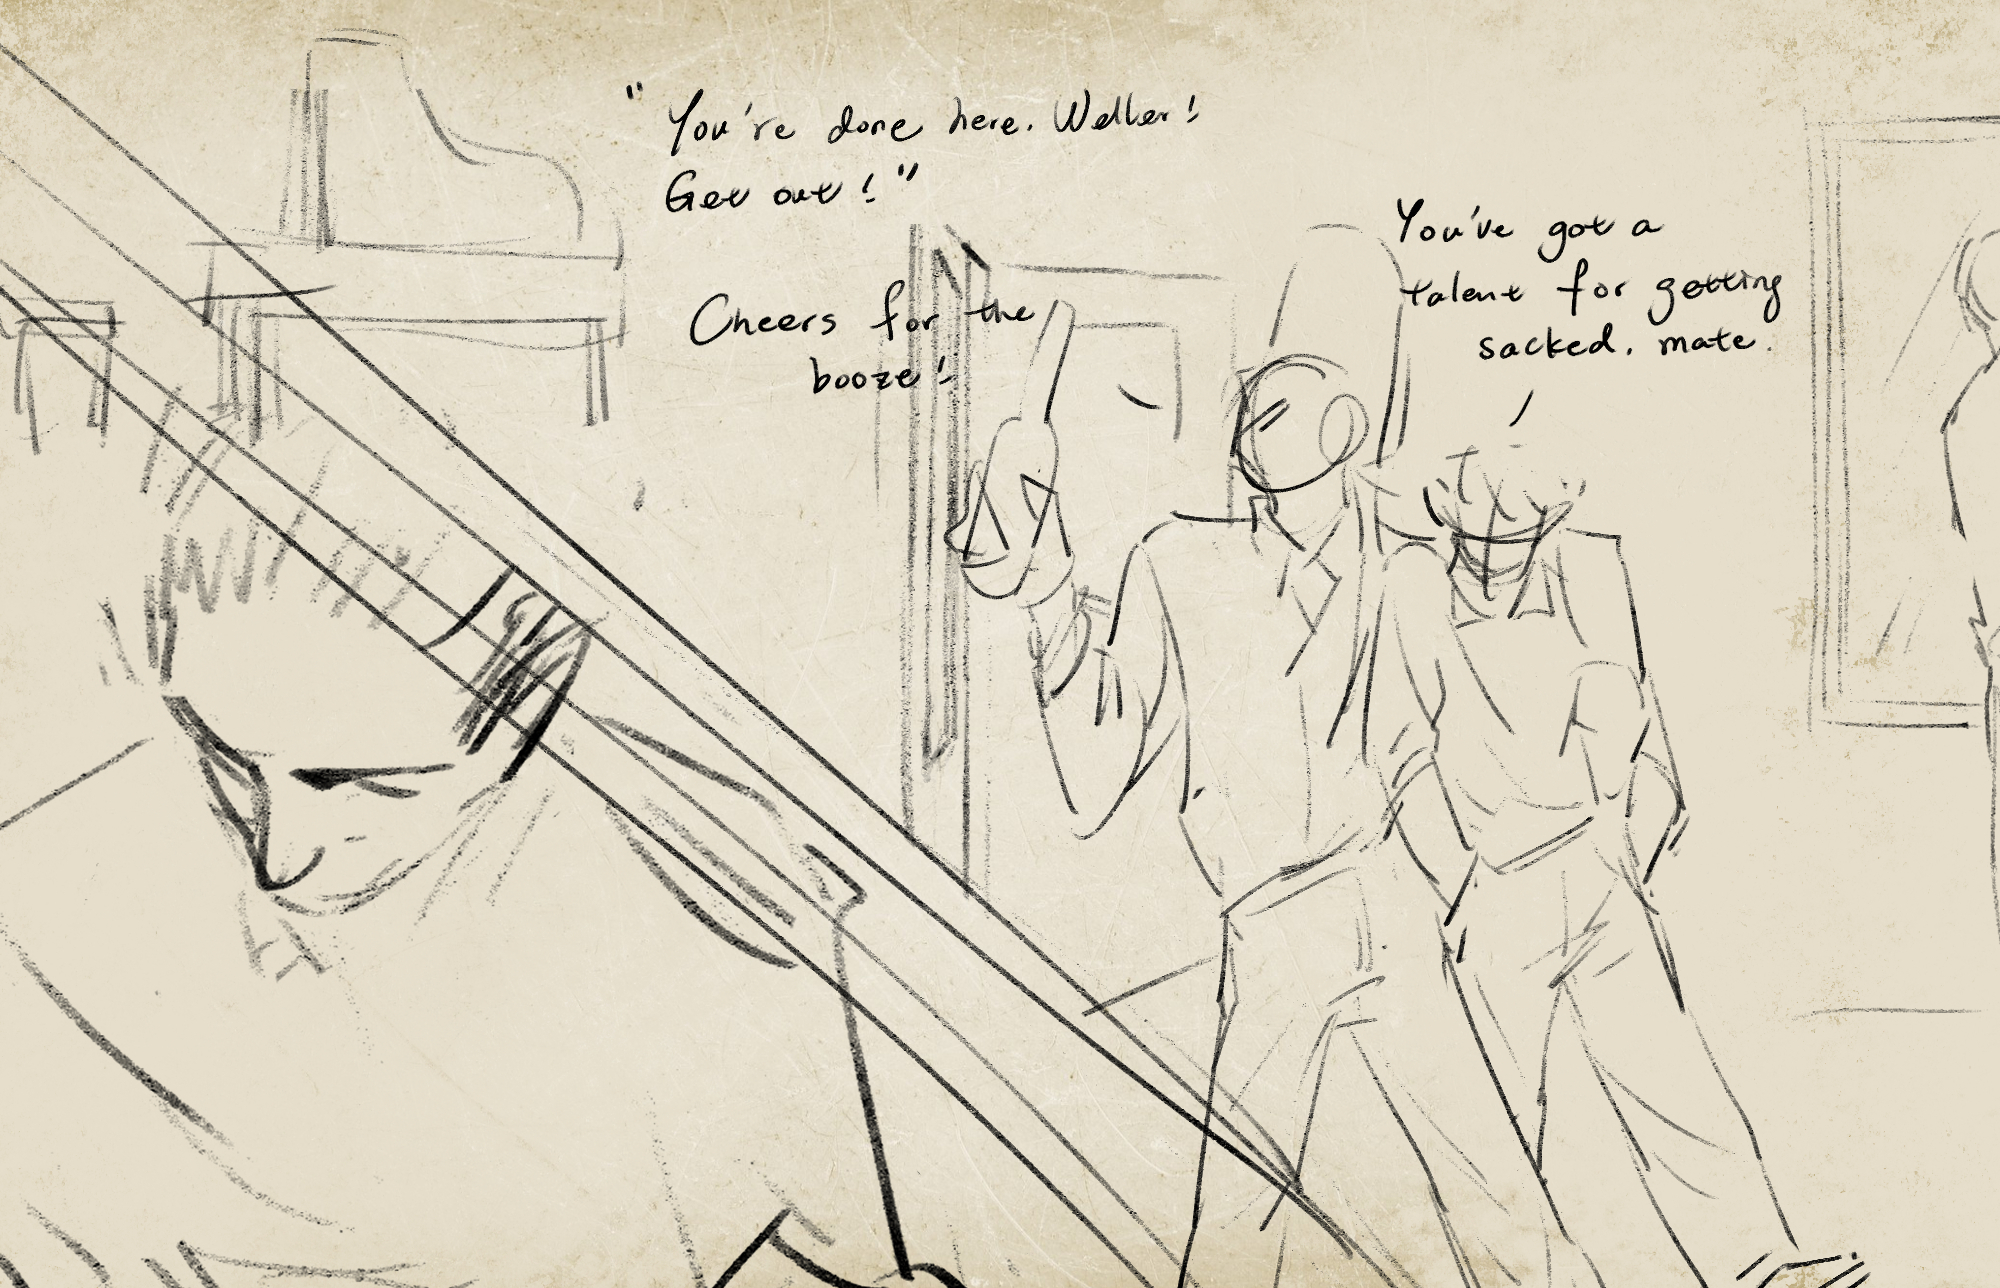 "You're done here. Weller!
Get out!"
Cheers for the
booze!
You've got a
talent for getting
sacked. mate.